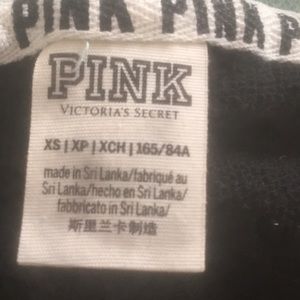 PINK PINK P
PINK
VICTORIA'S SECRET
XS | XP | XCH | 165/84A
made in Sri Lanka/fabriqué au
Sri Lanka/hecho en Sri Lanka/
fabbricato in Sri Lanka/
斯里兰卡制造